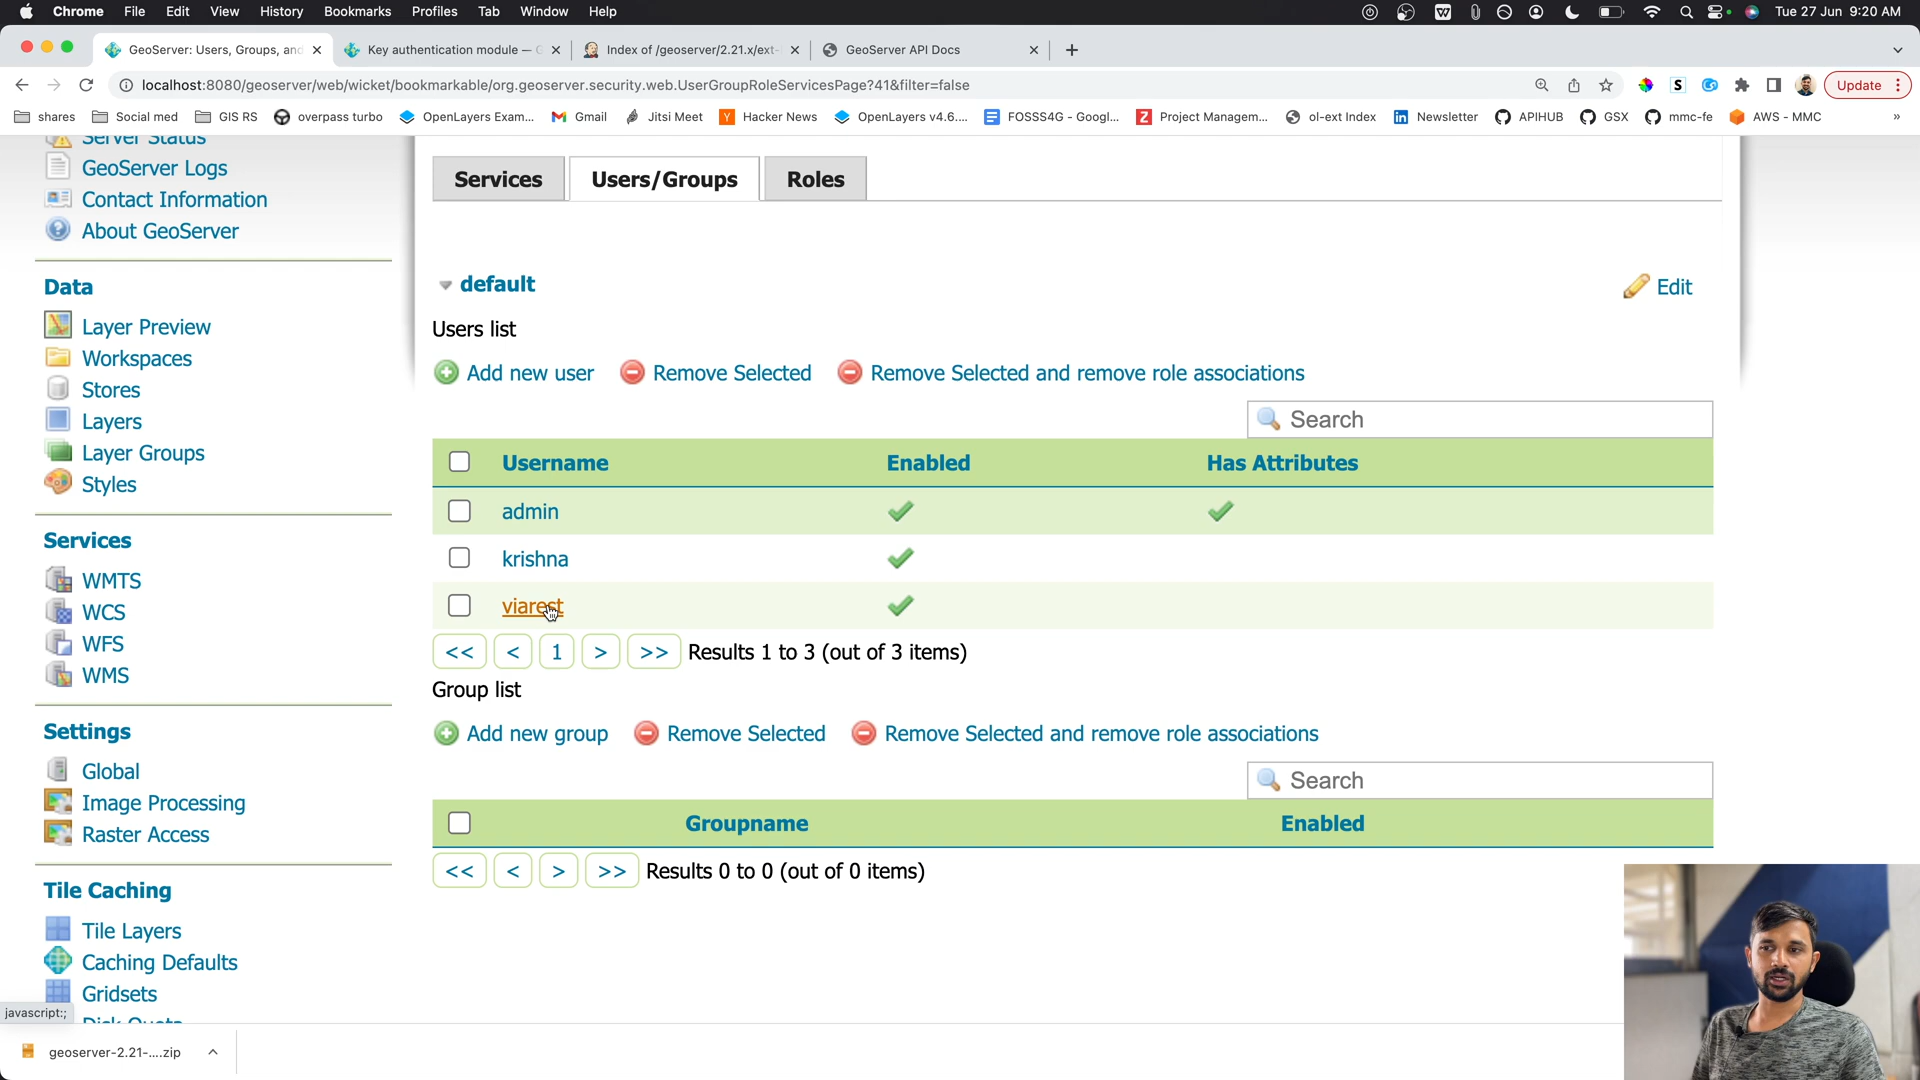 Chrome File Edit View History Bookmarks Profiles Tab Window Help Tue 27 Jun 9:20 AM
GeoServer: Users, Groups, and Key authentication module — G Index of /geoserver/2.21.x/ext- GeoServer API Docs
localhost:8080/geoserver/web/wicket/bookmarkable/org.geoserver.security.web.UserGroupRoleServicesPage?41&filter=false Update
shares Social med GIS RS overpass turbo OpenLayers Exam... Gmail Jitsi Meet Hacker News OpenLayers v4.6.... FOSSS4G - Googl... Project Managem... ol-ext Index Newsletter APIHUB GSX mmc-fe AWS - MMC »
Server Status
GeoServer Logs
Contact Information
About GeoServer
Data
Layer Preview
Workspaces
Stores
Layers
Layer Groups
Styles
Services
WMTS
WCS
WFS
WMS
Settings
Global
Image Processing
Raster Access
Tile Caching
Tile Layers
Caching Defaults
Gridsets
Disk Quota
Services Users/Groups Roles
default Edit
Users list
Add new user Remove Selected Remove Selected and remove role associations
Search
Username Enabled Has Attributes
admin
krishna
viarest
<< < 1 > >> Results 1 to 3 (out of 3 items)
Group list
Add new group Remove Selected Remove Selected and remove role associations
Search
Groupname Enabled
<< < > >> Results 0 to 0 (out of 0 items)
javascript:;
geoserver-2.21-....zip